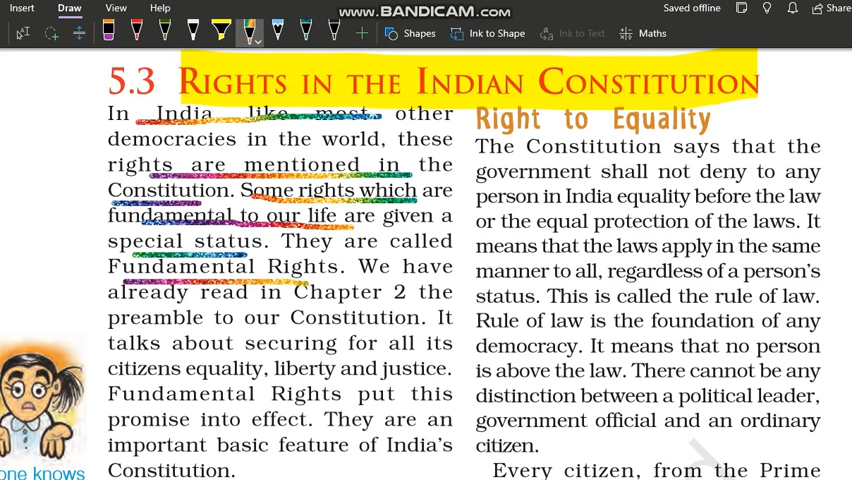 Insert
Draw
View
Help
www.BANDICAM.com
Saved offline
Share
Shapes
Ink to Shape
Ink to Text
Maths
5.3 RIGHTS IN THE INDIAN CONSTITUTION
In India like most other
democracies in the world, these
rights are mentioned in the
Constitution. Some rights which are
fundamental to our life are given a
special status. They are called
Fundamental Rights. We have
already read in Chapter 2 the
preamble to our Constitution. It
talks about securing for all its
citizens equality, liberty and justice.
Fundamental Rights put this
promise into effect. They are an
important basic feature of India's
Constitution.
one knows
Right to Equality
The Constitution says that the
government shall not deny to any
person in India equality before the law
or the equal protection of the laws. It
means that the laws apply in the same
manner to all, regardless of a person's
status. This is called the rule of law.
Rule of law is the foundation of any
democracy. It means that no person
is above the law. There cannot be any
distinction between a political leader,
government official and an ordinary
citizen.
Every citizen, from the Prime